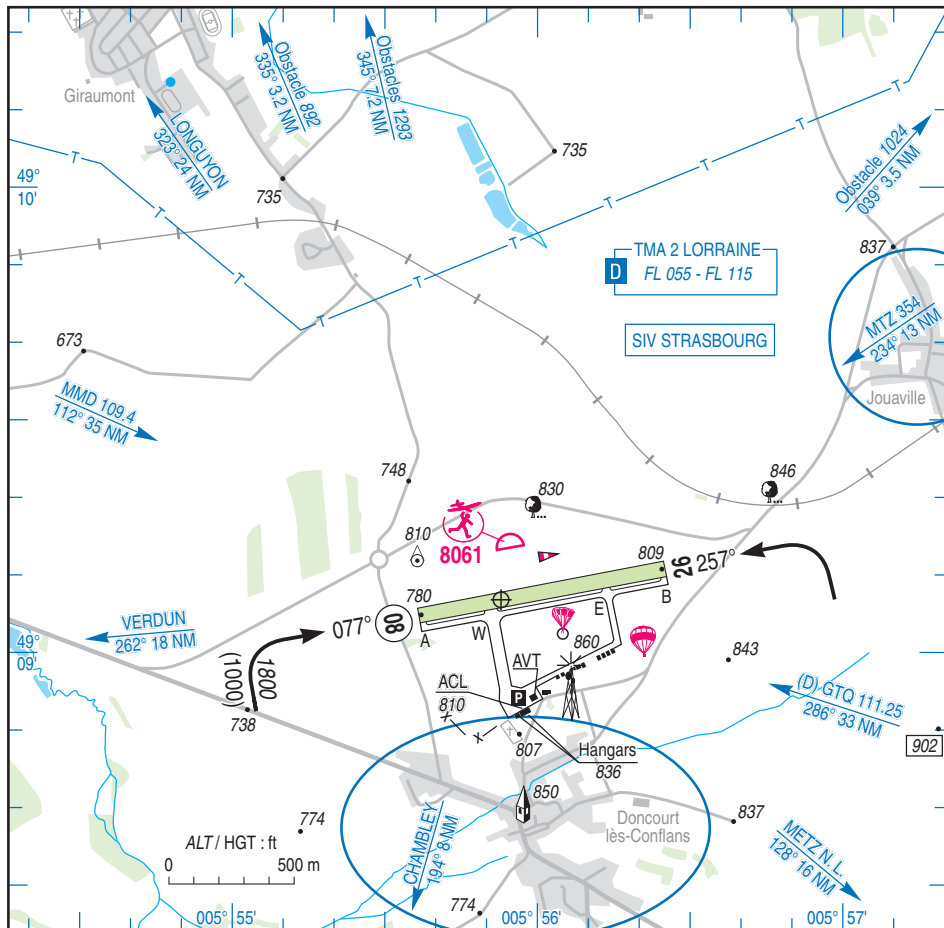 Giraumont
LONGUYON
323° 24 NM
Obstacle 892
335° 3.2 NM
Obstacles 1293
345° 7.2 NM
735
735
49°
10'
Obstacle 1024
039° 3.5 NM
837
TMA 2 LORRAINE
D
FL 055 - FL 115
SIV STRASBOURG
MTZ 354
234° 13 NM
Jouaville
673
MMD 109.4
112° 35 NM
748
830
846
810
8061
809
26
257°
780
08
077°
A
W
E
B
VERDUN
262° 18 NM
49°
09'
1800
(1000)
738
860
843
AVT
ACL
810
P
(D) GTQ 111.25
286° 33 NM
902
807
Hangars
836
850
Doncourt
lès-Conflans
837
CHAMBLEY
194° 8 NM
METZ N. L.
128° 16 NM
774
ALT / HGT : ft
0
500 m
774
005° 55'
005° 56'
005° 57'